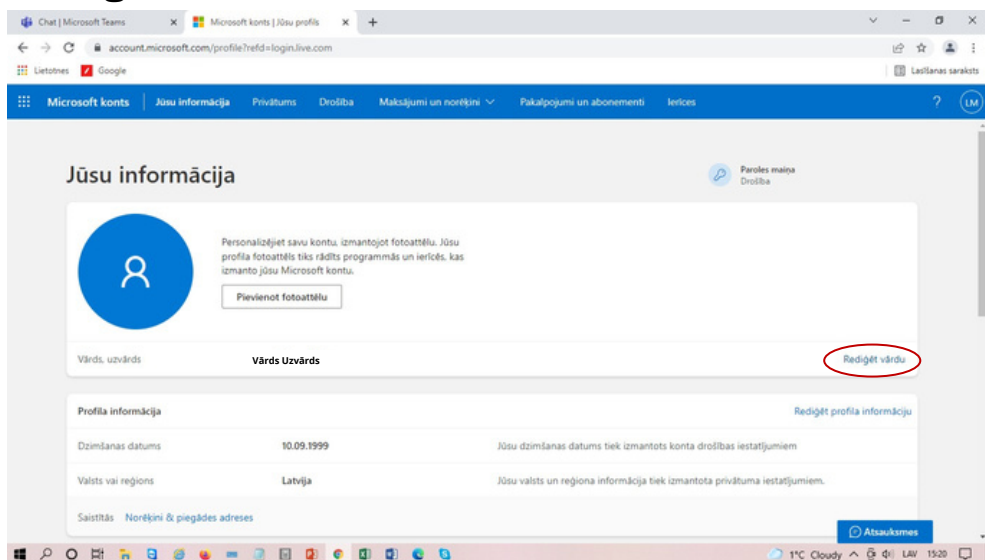 Chat | Microsoft Teams
Microsoft konts | Jūsu profils
account.microsoft.com/profile?refd=login.live.com
Lietotnes
Google
Lasīšanas saraksts
Microsoft konts
Jūsu informācija
Privātums
Drošība
Maksājumi un norēķini
Pakalpojumi un abonementi
Ierīces
?
LM
Jūsu informācija
Paroles maiņa
Drošība
Personalizējiet savu kontu, izmantojot fotoattēlu. Jūsu
profila fotoattēls tiks rādīts programmās un ierīcēs, kas
izmanto jūsu Microsoft kontu.
Pievienot fotoattēlu
Vārds, uzvārds
Vārds Uzvārds
Rediģēt vārdu
Profila informācija
Rediģēt profila informāciju
Dzimšanas datums
10.09.1999
Jūsu dzimšanas datums tiek izmantots konta drošības iestatījumiem
Valsts vai reģions
Latvija
Jūsu valsts un reģiona informācija tiek izmantota privātuma iestatījumiem.
Saistītās Norēķini & piegādes adreses
Atsauksmes
1°C Cloudy
LAV
15:20